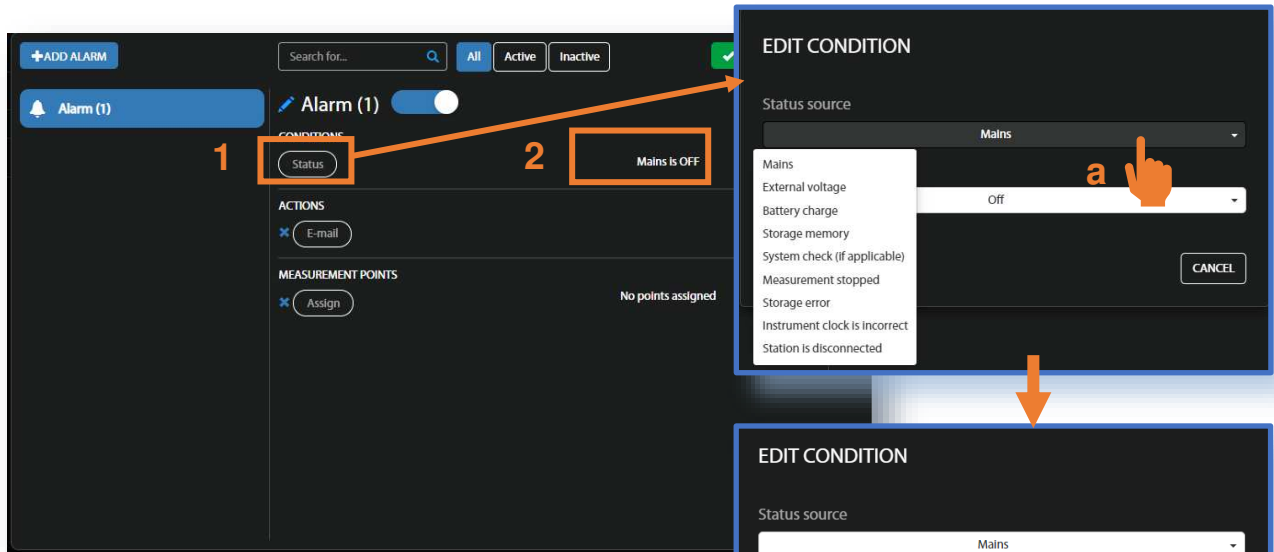 +ADD ALARM
Search for...
All
Active
Inactive
Alarm (1)
Alarm (1)
CONDITIONS
1
Status
2
Mains is OFF
ACTIONS
E-mail
MEASUREMENT POINTS
Assign
No points assigned
EDIT CONDITION
Status source
Mains
a
Mains
External voltage
Battery charge
Storage memory
System check (if applicable)
Measurement stopped
Storage error
Instrument clock is incorrect
Station is disconnected
Off
CANCEL
EDIT CONDITION
Status source
Mains